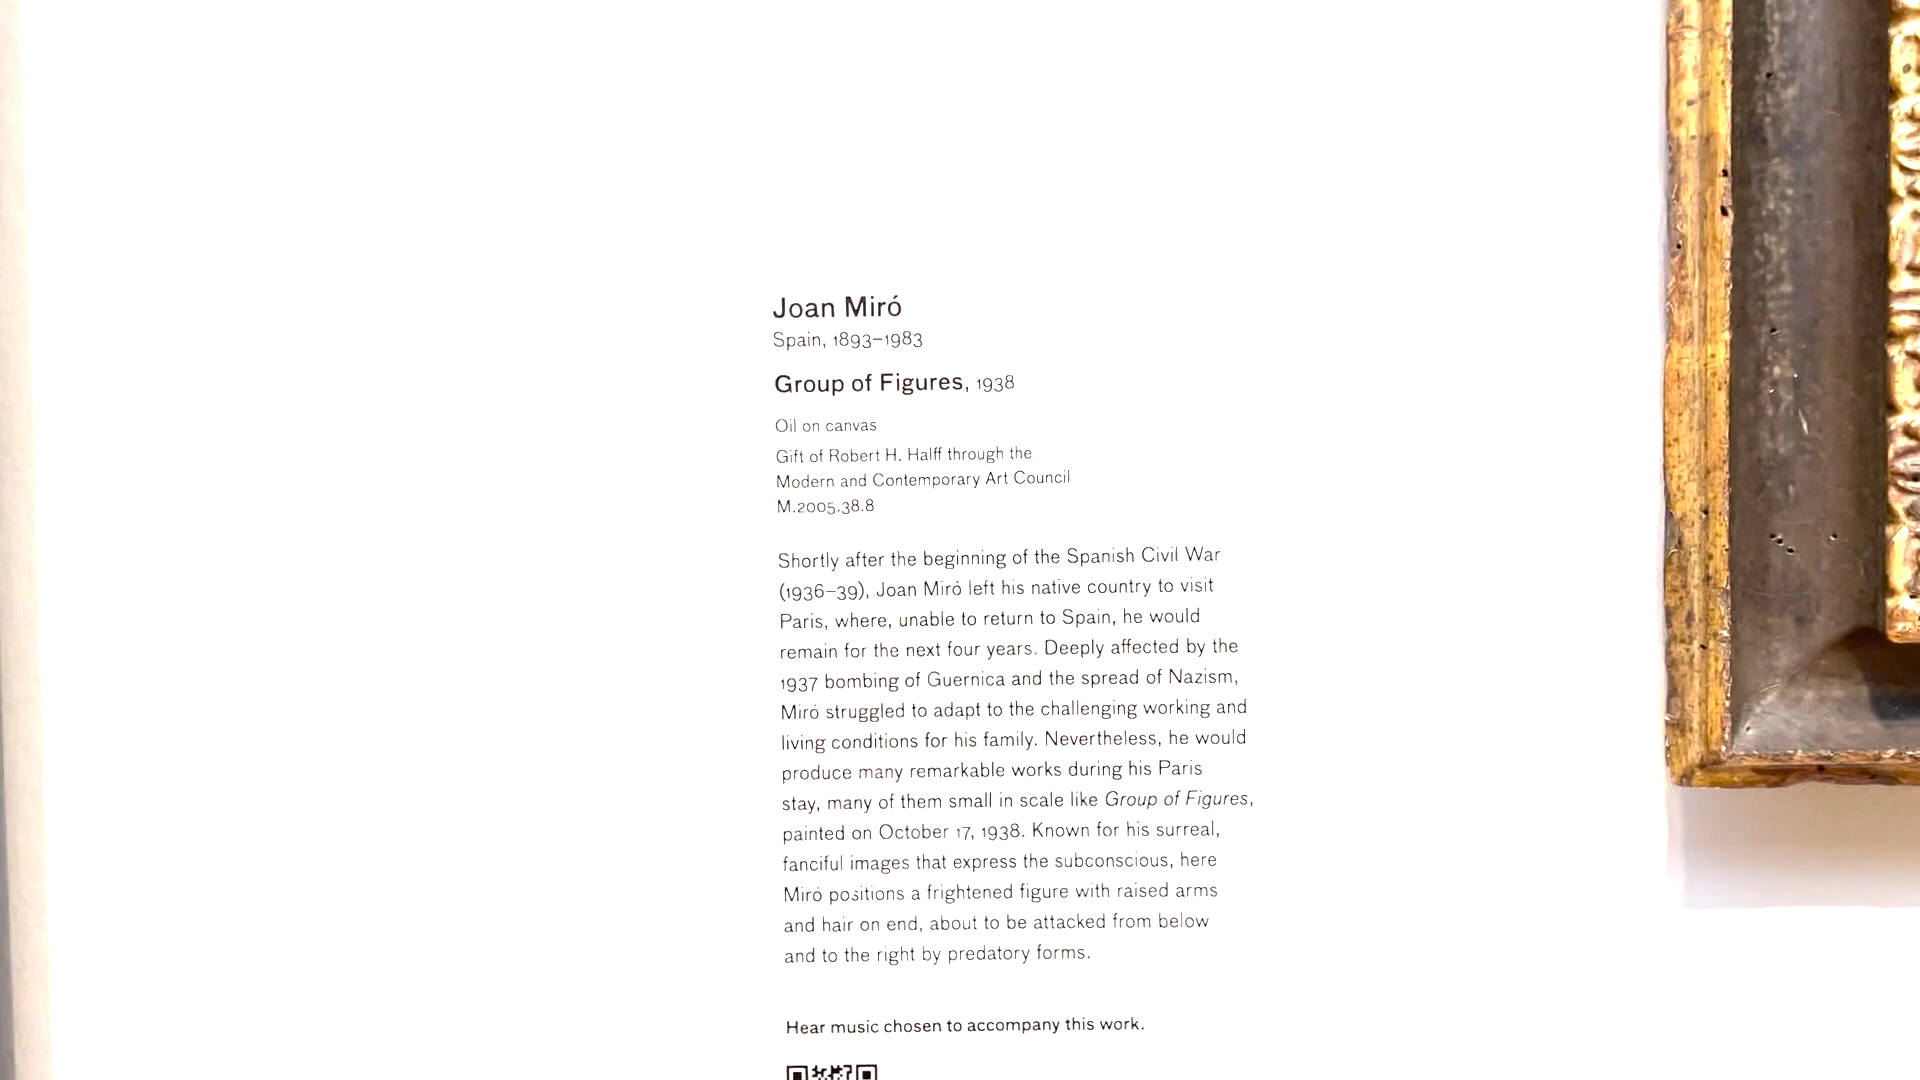 Joan Miró
Spain, 1893–1983
Group of Figures, 1938
Oil on canvas
Gift of Robert H. Halff through the
Modern and Contemporary Art Council
M.2005.38.8
Shortly after the beginning of the Spanish Civil War
(1936–39), Joan Miró left his native country to visit
Paris, where, unable to return to Spain, he would
remain for the next four years. Deeply affected by the
1937 bombing of Guernica and the spread of Nazism,
Miró struggled to adapt to the challenging working and
living conditions for his family. Nevertheless, he would
produce many remarkable works during his Paris
stay, many of them small in scale like Group of Figures,
painted on October 17, 1938. Known for his surreal,
fanciful images that express the subconscious, here
Miró positions a frightened figure with raised arms
and hair on end, about to be attacked from below
and to the right by predatory forms.
Hear music chosen to accompany this work.